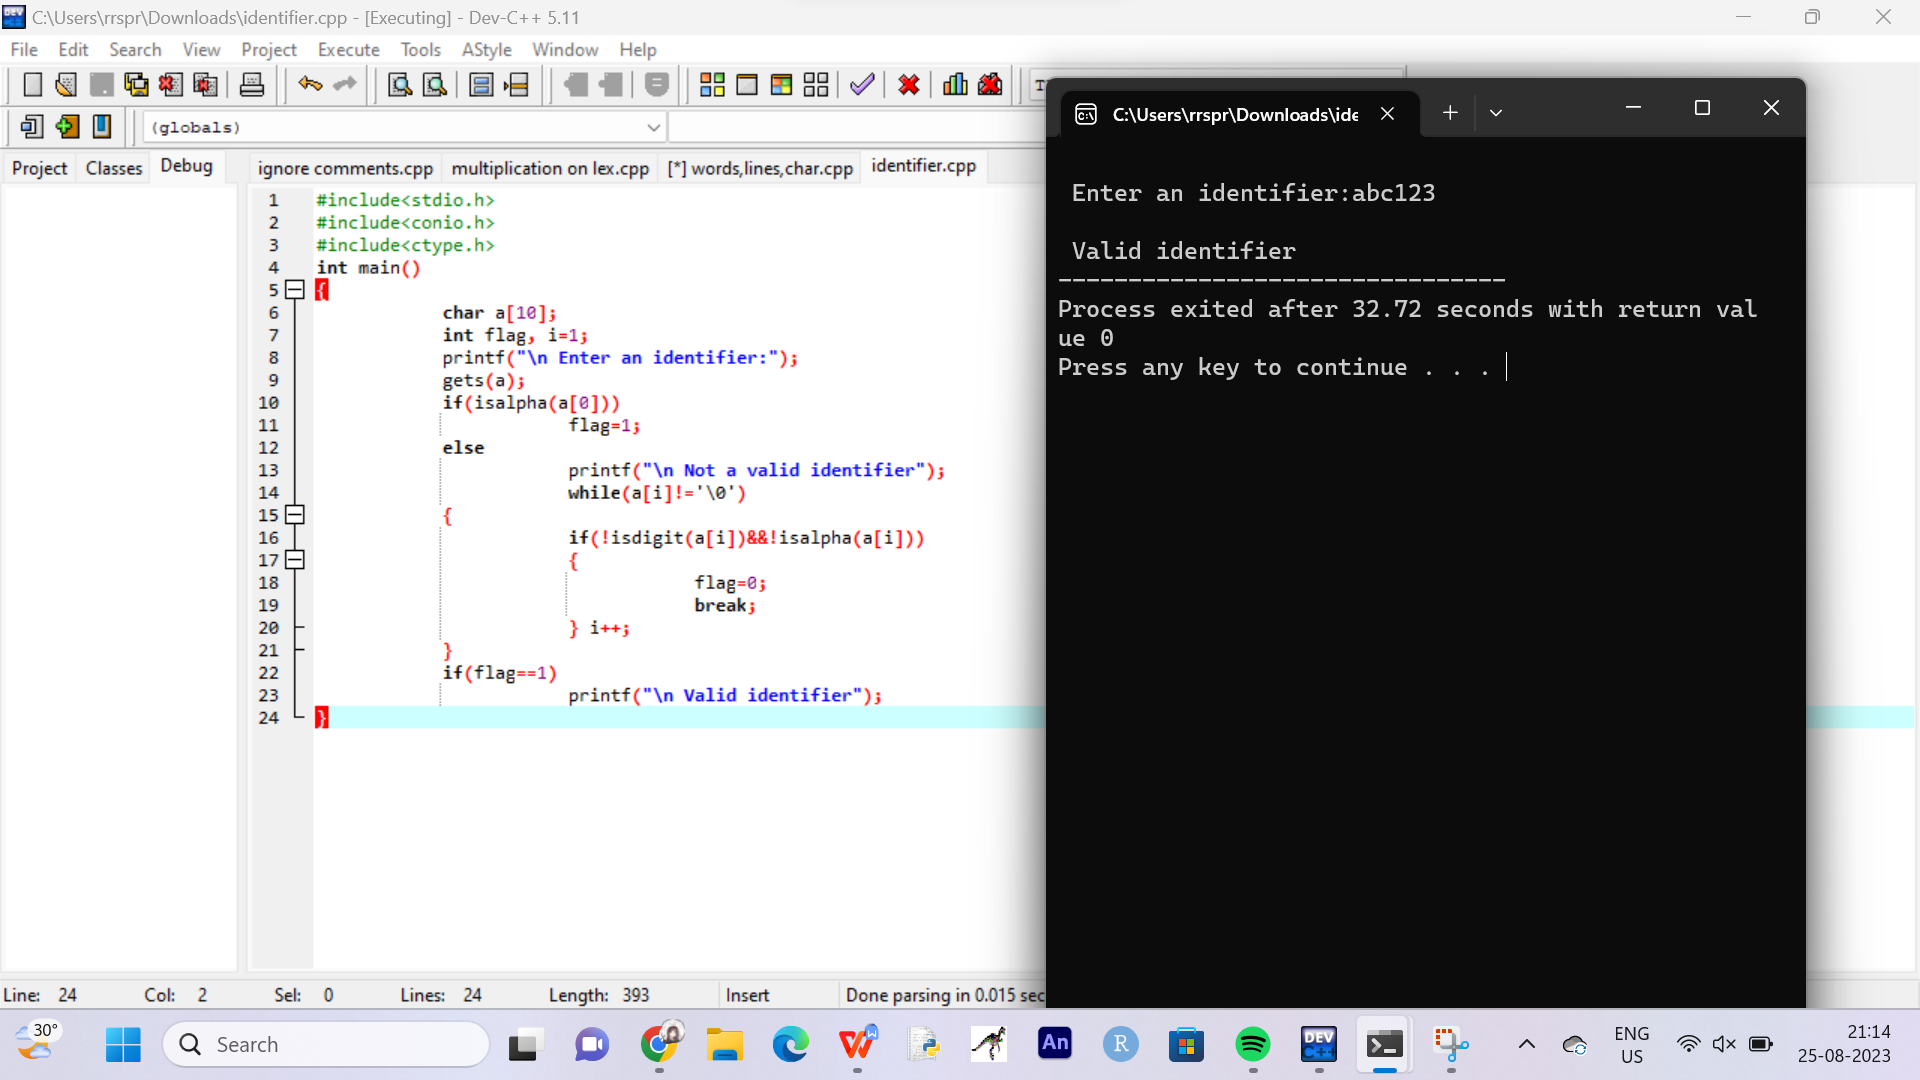 C:\Users\rrspr\Downloads\identifier.cpp - [Executing] - Dev-C++ 5.11
File Edit Search View Project Execute Tools AStyle Window Help
(globals)
Project Classes Debug
ignore comments.cpp multiplication on lex.cpp [*] words,lines,char.cpp identifier.cpp
1 #include<stdio.h>
2 #include<conio.h>
3 #include<ctype.h>
4 int main()
5 {
6 char a[10];
7 int flag, i=1;
8 printf("\n Enter an identifier:");
9 gets(a);
10 if(isalpha(a[0]))
11 flag=1;
12 else
13 printf("\n Not a valid identifier");
14 while(a[i]!='\0')
15 {
16 if(!isdigit(a[i])&&!isalpha(a[i]))
17 {
18 flag=0;
19 break;
20 } i++;
21 }
22 if(flag==1)
23 printf("\n Valid identifier");
24 }
C:\Users\rrspr\Downloads\ide
Enter an identifier:abc123
Valid identifier
--------------------------------
Process exited after 32.72 seconds with return val
ue 0
Press any key to continue . . .
Line: 24 Col: 2 Sel: 0 Lines: 24 Length: 393 Insert Done parsing in 0.015 sec
30°
Search
An
R
DEV
C++
ENG
US
21:14
25-08-2023